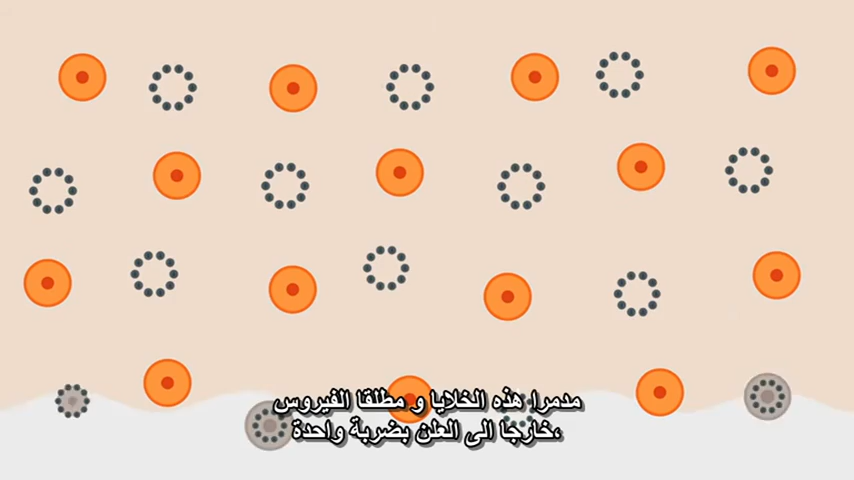 مدمرا هذه الخلايا و مطلقا الفيروس
،خارجا الى العلن بضربة واحدة